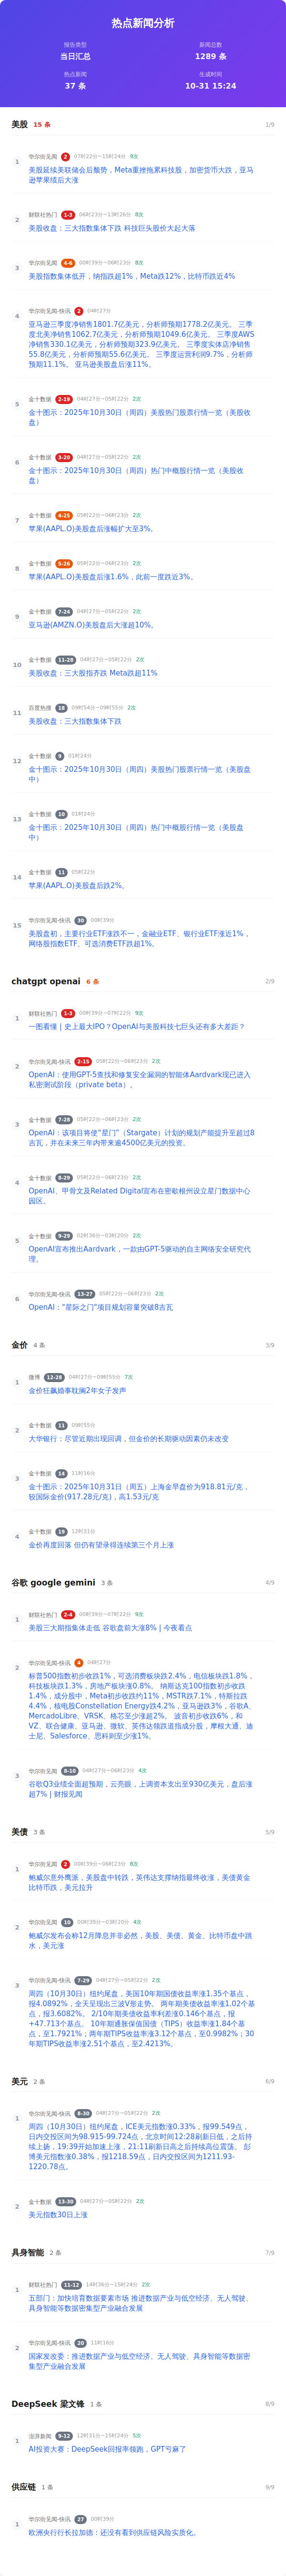 热点新闻分析
报告类型
当日汇总
新闻总数
1289 条
热点新闻
37 条
生成时间
10-31 15:24
美股 15 条 1/9
1
华尔街见闻 2 07时22分~15时24分 9次
美股延续美联储会后颓势，Meta重挫拖累科技股，加密货币大跌，亚马
逊苹果绩后大涨
2
财联社热门 1-3 06时23分~13时26分 8次
美股收盘：三大指数集体下跌 科技巨头股价大起大落
3
华尔街见闻 4-6 00时39分~06时23分 8次
美股指数集体低开，纳指跌超1%，Meta跌12%，比特币跌近4%
4
华尔街见闻-快讯 2 04时27分
亚马逊三季度净销售1801.7亿美元，分析师预期1778.2亿美元。 三季
度北美净销售1062.7亿美元，分析师预期1049.6亿美元。 三季度AWS
净销售330.1亿美元，分析师预期323.9亿美元。 三季度实体店净销售
55.8亿美元，分析师预期55.6亿美元。 三季度运营利润9.7%，分析师
预期11.1%。 亚马逊美股盘后涨11%。
5
金十数据 2-19 04时27分~05时22分 2次
金十图示：2025年10月30日（周四）美股热门股票行情一览（美股收
盘）
6
金十数据 3-20 04时27分~05时22分 2次
金十图示：2025年10月30日（周四）热门中概股行情一览（美股收
盘）
7
金十数据 4-25 05时22分~06时23分 2次
苹果(AAPL.O)美股盘后涨幅扩大至3%。
8
金十数据 5-26 05时22分~06时23分 2次
苹果(AAPL.O)美股盘后涨1.6%，此前一度跌近3%。
9
金十数据 7-24 04时27分~05时22分 2次
亚马逊(AMZN.O)美股盘后大涨超10%。
10
金十数据 11-28 04时27分~05时22分 2次
美股收盘：三大股指齐跌 Meta跌超11%
11
百度热搜 18 09时54分~09时55分 2次
美股收盘：三大指数集体下跌
12
金十数据 9 01时24分
金十图示：2025年10月30日（周四）美股热门股票行情一览（美股盘
中）
13
金十数据 10 01时24分
金十图示：2025年10月30日（周四）热门中概股行情一览（美股盘
中）
14
金十数据 11 05时22分
苹果(AAPL.O)美股盘后跌2%。
15
华尔街见闻-快讯 30 00时39分
美股盘初，主要行业ETF涨跌不一，金融业ETF、银行业ETF涨近1%，
网络股指数ETF、可选消费ETF跌超1%。
chatgpt openai 6 条 2/9
1
财联社热门 1-3 00时39分~07时22分 9次
一图看懂 | 史上最大IPO？OpenAI与美股科技七巨头还有多大差距？
2
华尔街见闻-快讯 2-15 05时22分~06时23分 2次
OpenAI：使用GPT-5查找和修复安全漏洞的智能体Aardvark现已进入
私密测试阶段（private beta）。
3
金十数据 7-28 05时22分~06时23分 2次
OpenAI：该项目将使“星门”（Stargate）计划的规划产能提升至超过8
吉瓦，并在未来三年内带来逾4500亿美元的投资。
4
金十数据 8-29 05时22分~06时23分 2次
OpenAI、甲骨文及Related Digital宣布在密歇根州设立星门数据中心
园区。
5
金十数据 9-29 02时36分~03时20分 2次
OpenAI宣布推出Aardvark，一款由GPT-5驱动的自主网络安全研究代
理。
6
华尔街见闻-快讯 13-27 05时22分~06时23分 2次
OpenAI："星际之门"项目规划容量突破8吉瓦
金价 4 条 3/9
1
微博 12-28 04时27分~09时55分 7次
金价狂飙婚事耽搁2年女子发声
2
金十数据 11 09时55分
大华银行：尽管近期出现回调，但金价的长期驱动因素仍未改变
3
金十数据 14 11时16分
金十图示：2025年10月31日（周五）上海金早盘价为918.81元/克，
较国际金价(917.28元/克)，高1.53元/克
4
金十数据 19 12时31分
金价再度回落 但仍有望录得连续第三个月上涨
谷歌 google gemini 3 条 4/9
1
财联社热门 2-4 00时39分~07时22分 9次
美股三大期指集体走低 谷歌盘前大涨8% | 今夜看点
2
华尔街见闻-快讯 4 04时27分
标普500指数初步收跌1%，可选消费板块跌2.4%，电信板块跌1.8%，
科技板块跌1.3%，房地产板块涨0.8%。 纳斯达克100指数初步收跌
1.4%，成分股中，Meta初步收跌约11%，MSTR跌7.1%，特斯拉跌
4.4%，核电股Constellation Energy跌4.2%，亚马逊跌3%，谷歌A、
MercadoLibre、VRSK、格芯至少涨超2%。 波音初步收跌6%，和
VZ、联合健康、亚马逊、微软、英伟达领跌道指成分股，摩根大通、迪
士尼、Salesforce、思科则至少涨1%。
3
华尔街见闻 8-10 04时27分~06时23分 4次
谷歌Q3业绩全面超预期，云亮眼，上调资本支出至930亿美元，盘后涨
超7% | 财报见闻
美债 3 条 5/9
1
华尔街见闻 2 00时39分~06时23分 8次
鲍威尔意外鹰派，美股盘中转跌，英伟达支撑纳指最终收涨，美债黄金
比特币跌，美元拉升
2
华尔街见闻 10 00时39分~03时20分 4次
鲍威尔发布会称12月降息并非必然，美股、美债、黄金、比特币盘中跳
水，美元涨
3
华尔街见闻-快讯 7-29 04时27分~05时22分 2次
周四（10月30日）纽约尾盘，美国10年期国债收益率涨1.35个基点，
报4.0892%，全天呈现出三波V形走势。 两年期美债收益率涨1.02个基
点，报3.6082%。 2/10年期美债收益率利差涨0.146个基点，报
+47.713个基点。 10年期通胀保值国债（TIPS）收益率涨1.84个基
点，至1.7921%；两年期TIPS收益率涨3.12个基点，至0.9982%；30
年期TIPS收益率涨2.51个基点，至2.4213%。
美元 2 条 6/9
1
华尔街见闻-快讯 8-30 04时27分~05时22分 2次
周四（10月30日）纽约尾盘，ICE美元指数涨0.33%，报99.549点，
日内交投区间为98.915-99.724点，北京时间12:28刷新日低，之后持
续上扬，19:39开始加速上涨，21:11刷新日高之后持续高位震荡。 彭
博美元指数涨0.38%，报1218.59点，日内交投区间为1211.93-
1220.78点。
2
金十数据 13-30 04时27分~05时22分 2次
美元指数30日上涨
具身智能 2 条 7/9
1
财联社热门 11-12 14时36分~15时24分 2次
五部门：加快培育数据要素市场 推进数据产业与低空经济、无人驾驶、
具身智能等数据密集型产业融合发展
2
华尔街见闻-快讯 20 11时16分
国家发改委：推进数据产业与低空经济、无人驾驶、具身智能等数据密
集型产业融合发展
DeepSeek 梁文锋 1 条 8/9
1
澎湃新闻 9-12 12时31分~15时24分 5次
AI投资大赛：DeepSeek回报率领跑，GPT亏麻了
供应链 1 条 9/9
1
华尔街见闻-快讯 27 00时39分
欧洲央行行长拉加德：还没有看到供应链风险实质化。